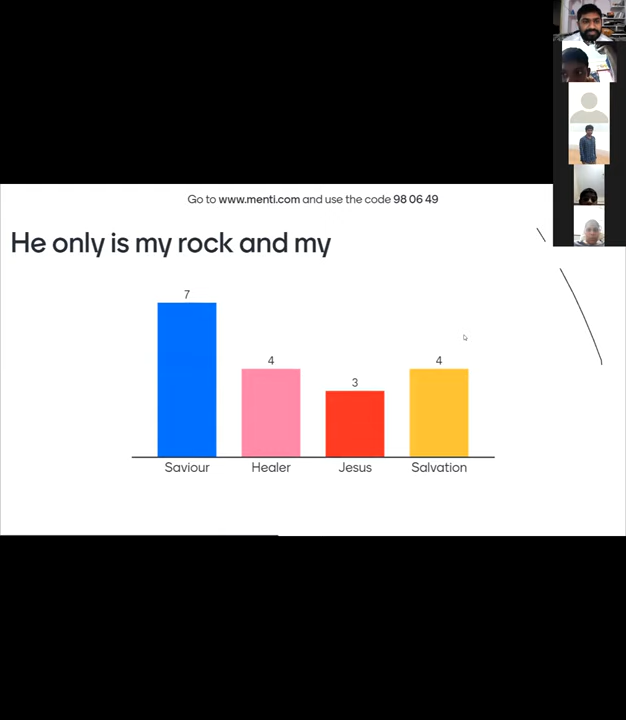 Go to www.menti.com and use the code 98 06 49
He only is my rock and my
7
4
3
4
Saviour
Healer
Jesus
Salvation